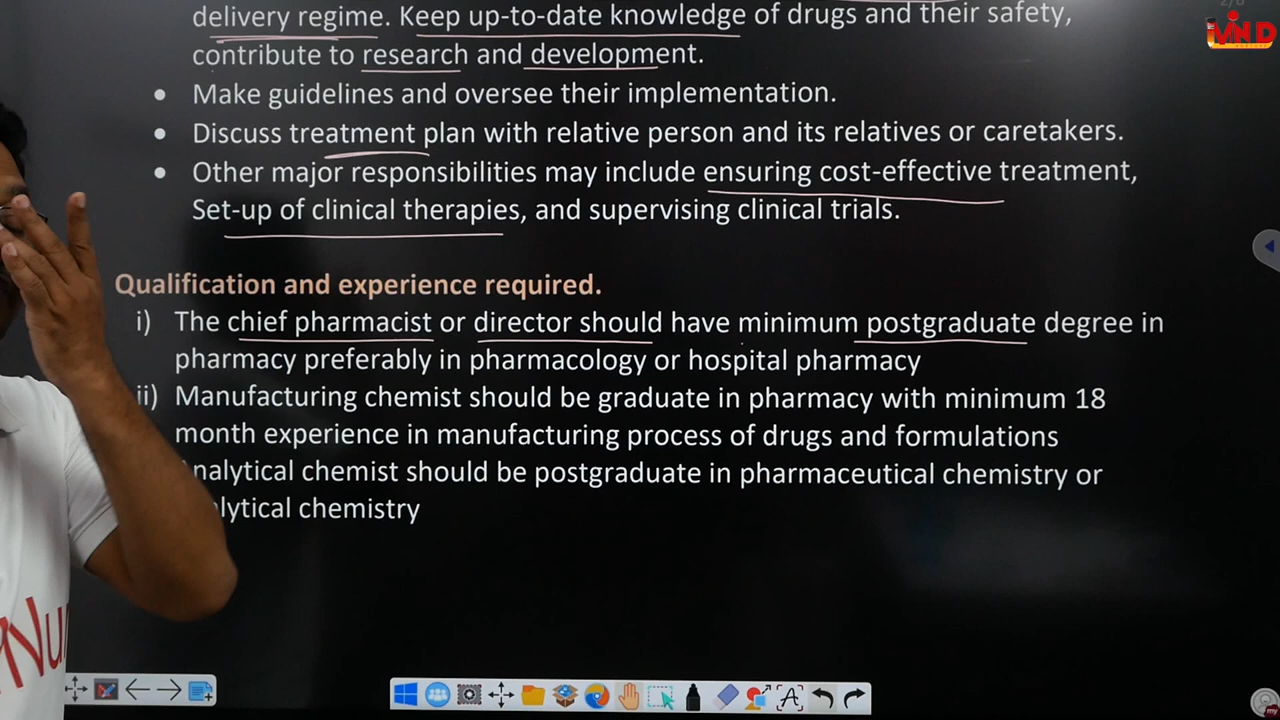 delivery regime. Keep up-to-date knowledge of drugs and their safety,
contribute to research and development.
• Make guidelines and oversee their implementation.
• Discuss treatment plan with relative person and its relatives or caretakers.
• Other major responsibilities may include ensuring cost-effective treatment,
Set-up of clinical therapies, and supervising clinical trials.
Qualification and experience required.
i) The chief pharmacist or director should have minimum postgraduate degree in
pharmacy preferably in pharmacology or hospital pharmacy
ii) Manufacturing chemist should be graduate in pharmacy with minimum 18
month experience in manufacturing process of drugs and formulations
nalytical chemist should be postgraduate in pharmaceutical chemistry or
lytical chemistry